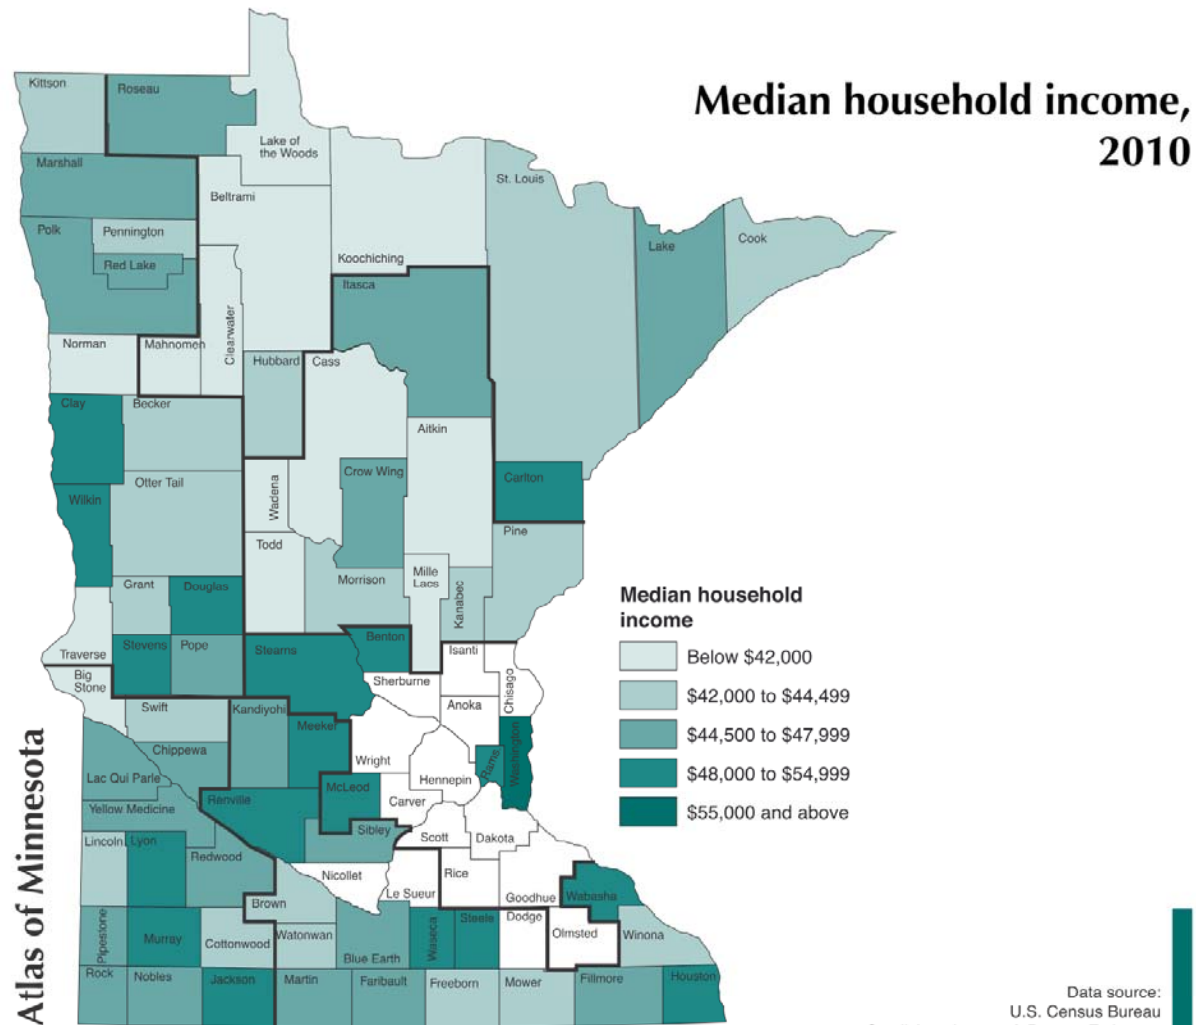 Median household income,
2010
Kittson
Roseau
Lake of
the Woods
Marshall
Beltrami
St. Louis
Polk
Pennington
Red Lake
Koochiching
Lake
Cook
Itasca
Norman
Mahnomen
Clearwater
Hubbard
Cass
Clay
Becker
Aitkin
Otter Tail
Wadena
Crow Wing
Carlton
Wilkin
Pine
Todd
Grant
Douglas
Morrison
Mille
Lacs
Kanabec
Traverse
Stevens
Pope
Stearns
Benton
Isanti
Big
Stone
Sherburne
Chisago
Swift
Kandiyohi
Anoka
Meeker
Chippewa
Wright
Rams
Washington
Lac Qui Parle
Hennepin
McLeod
Renville
Carver
Yellow Medicine
Sibley
Scott
Dakota
Lincoln
Lyon
Redwood
Nicollet
Rice
Le Sueur
Goodhue
Wabasha
Brown
Pipestone
Murray
Cottonwood
Watonwan
Blue Earth
Waseca
Steele
Dodge
Olmsted
Winona
Rock
Nobles
Jackson
Martin
Faribault
Freeborn
Mower
Fillmore
Houston
Median household
income
Below $42,000
$42,000 to $44,499
$44,500 to $47,999
$48,000 to $54,999
$55,000 and above
Atlas of Minnesota
Data source:
U.S. Census Bureau